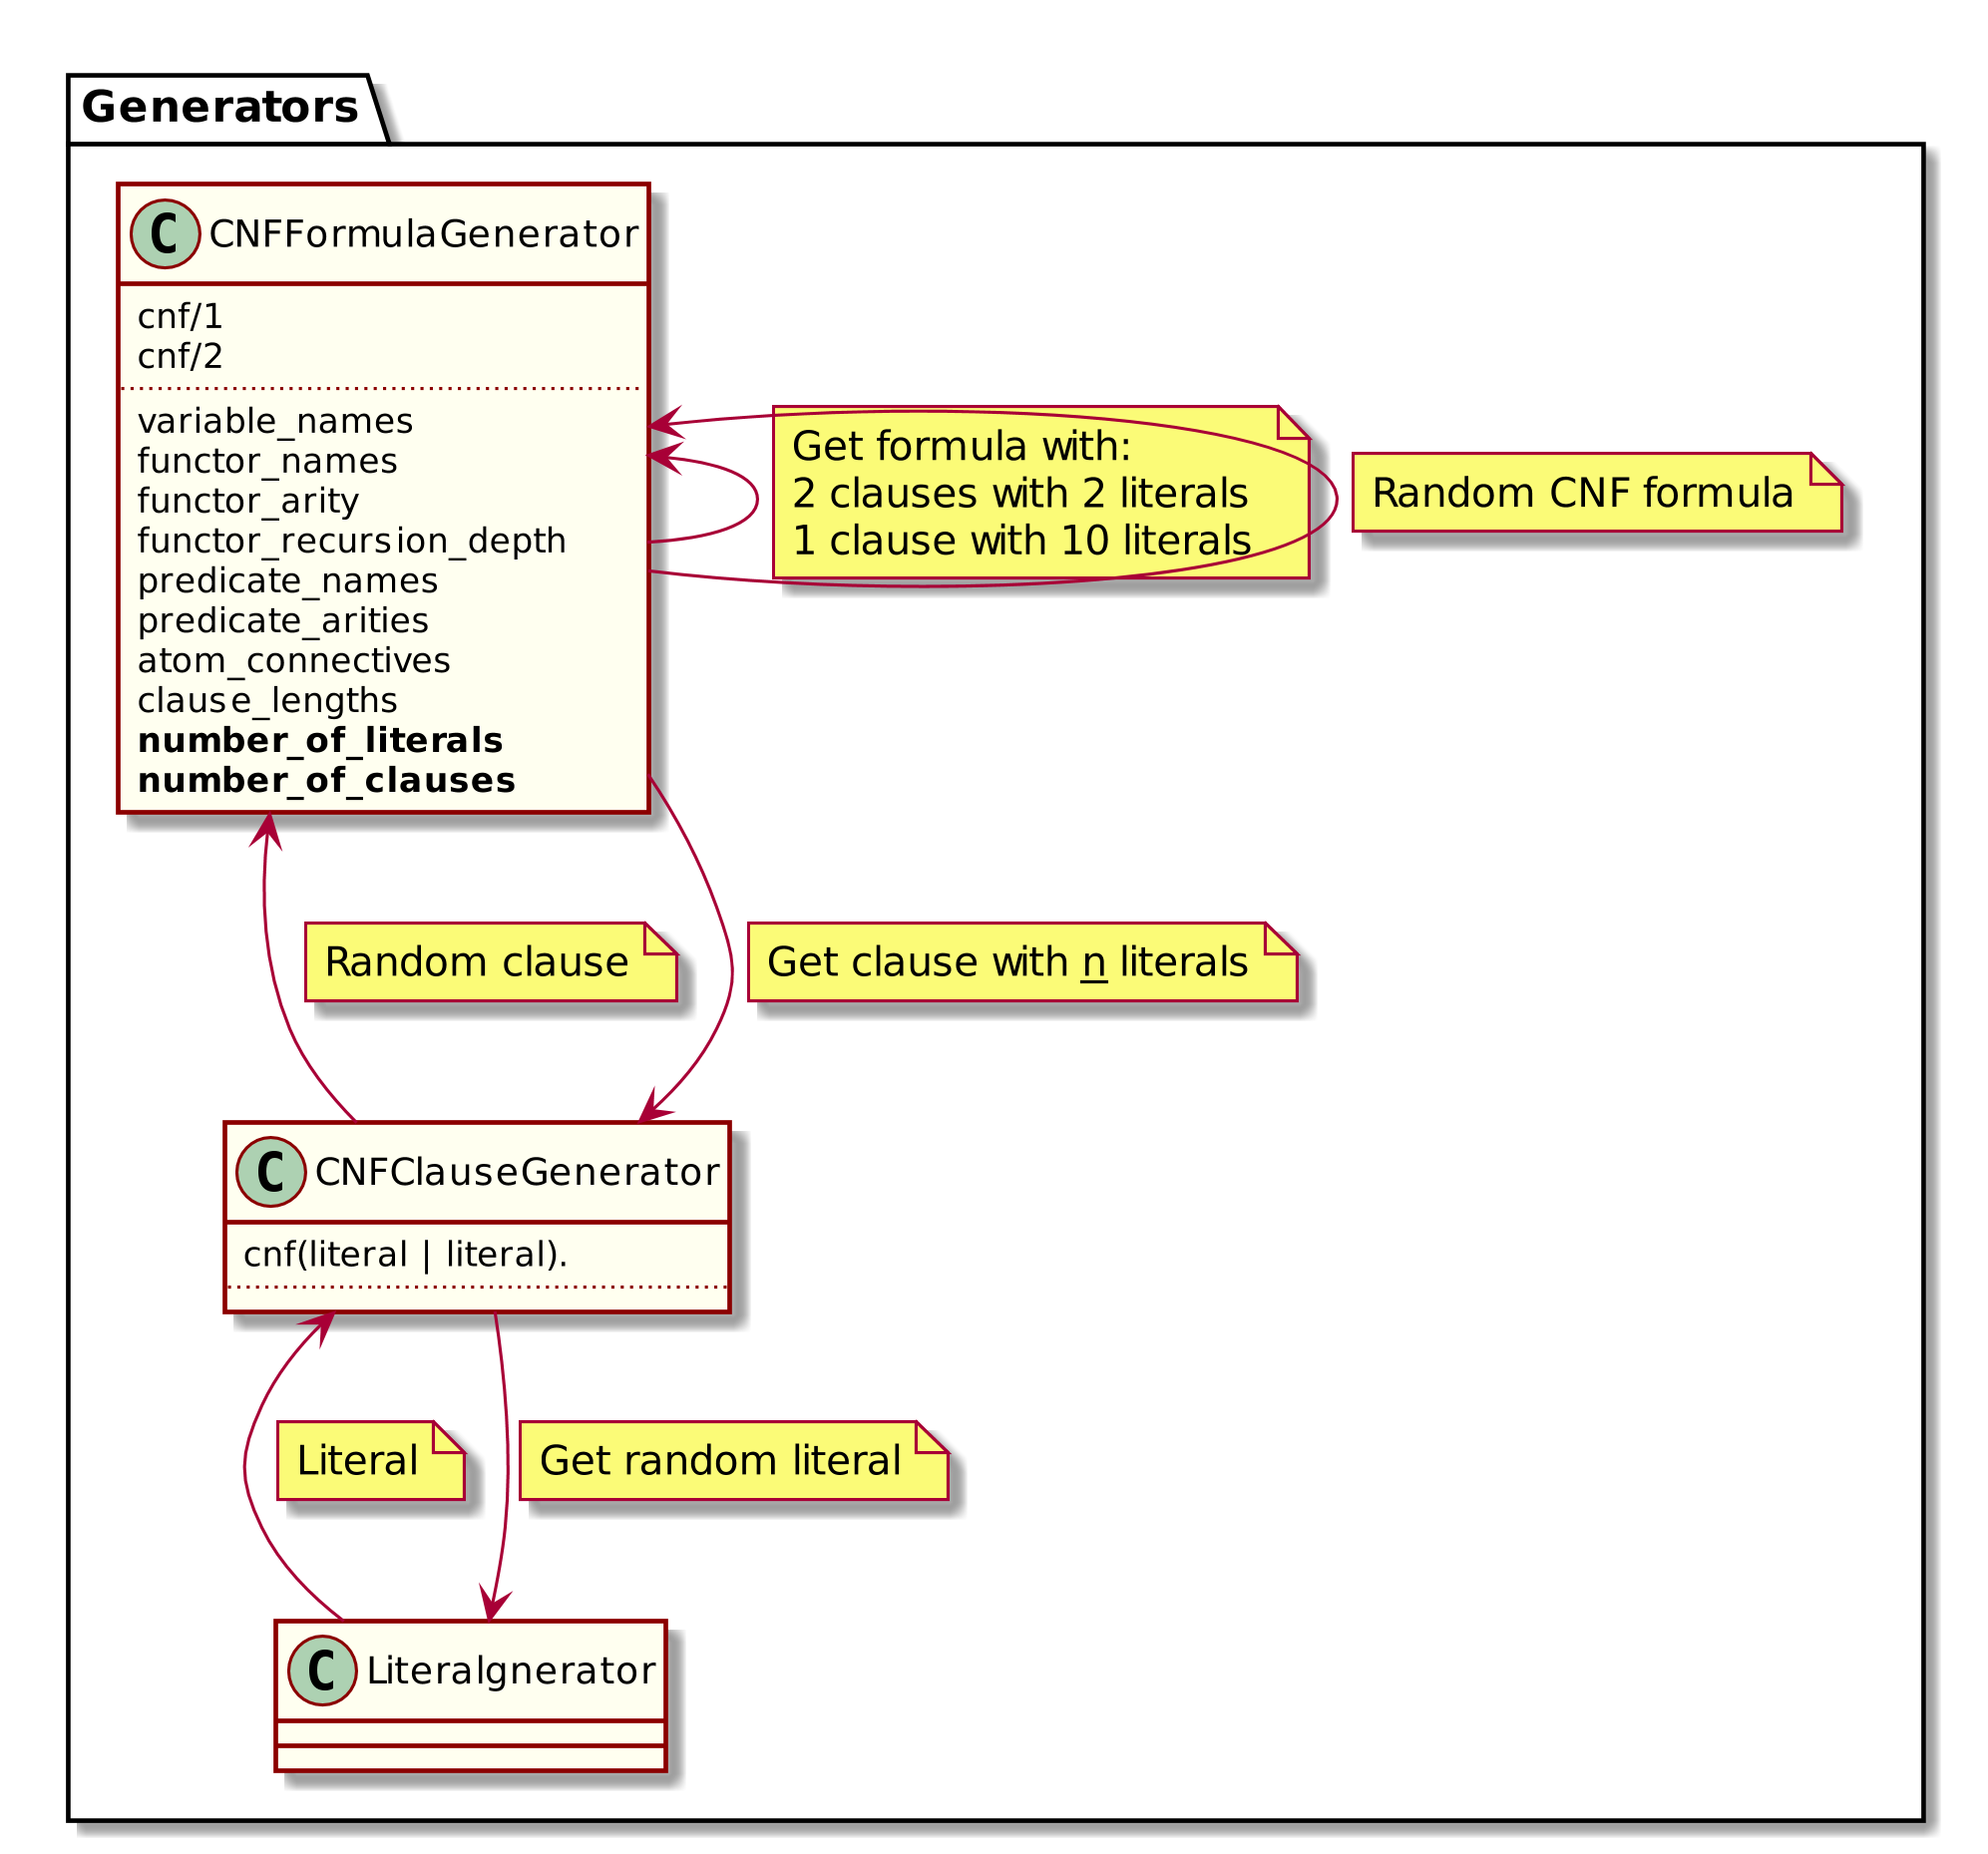 Generators
C CNFFormulaGenerator
cnf/1
cnf/2
variable_names
functor_names
functor_arity
functor_recursion_depth
predicate_names
predicate_arities
atom_connectives
clause_lengths
number_of_literals
number_of_clauses
Get formula with:
2 clauses with 2 literals
1 clause with 10 literals
Random CNF formula
Random clause
Get clause with n literals
C CNFClauseGenerator
cnf(literal | literal).
Literal
Get random literal
C Literalgnerator